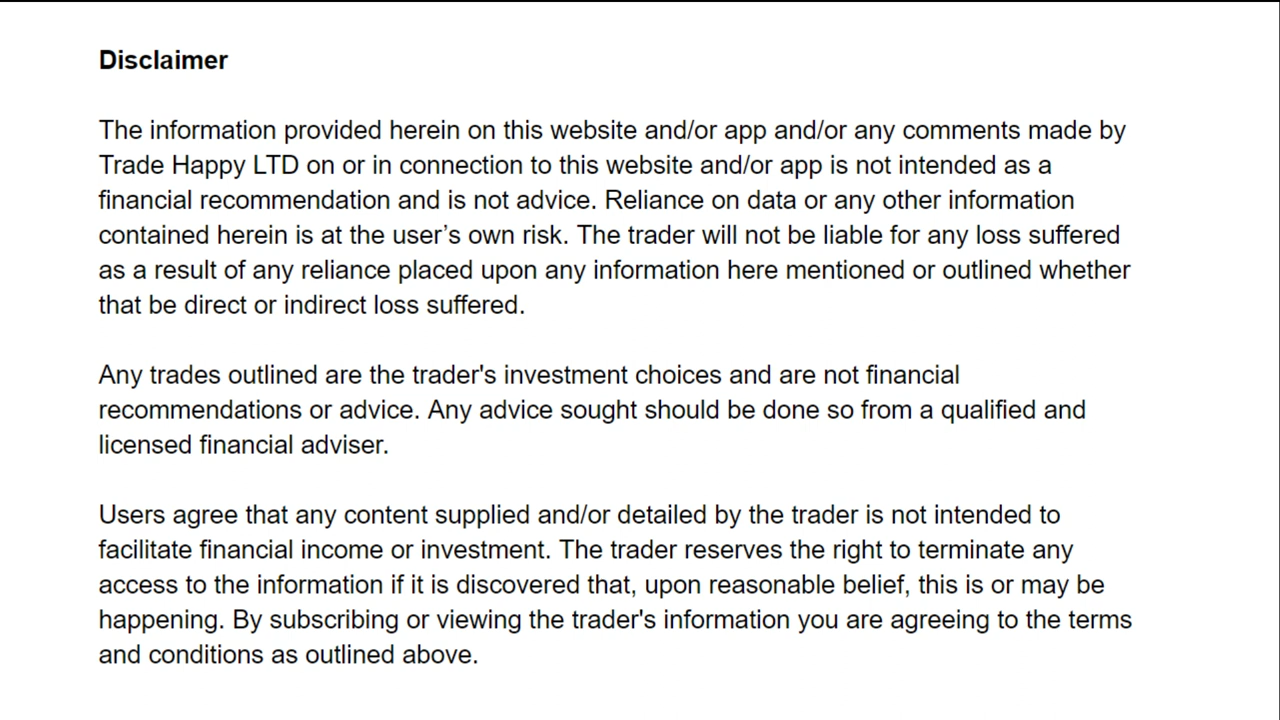 Disclaimer
The information provided herein on this website and/or app and/or any comments made by
Trade Happy LTD on or in connection to this website and/or app is not intended as a
financial recommendation and is not advice. Reliance on data or any other information
contained herein is at the user’s own risk. The trader will not be liable for any loss suffered
as a result of any reliance placed upon any information here mentioned or outlined whether
that be direct or indirect loss suffered.
Any trades outlined are the trader's investment choices and are not financial
recommendations or advice. Any advice sought should be done so from a qualified and
licensed financial adviser.
Users agree that any content supplied and/or detailed by the trader is not intended to
facilitate financial income or investment. The trader reserves the right to terminate any
access to the information if it is discovered that, upon reasonable belief, this is or may be
happening. By subscribing or viewing the trader's information you are agreeing to the terms
and conditions as outlined above.